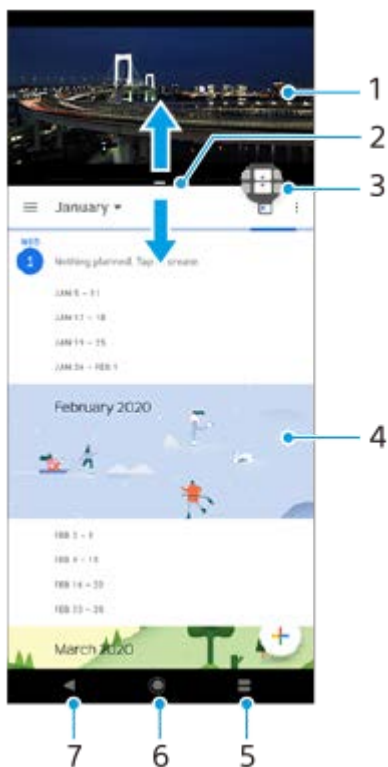 1
2
3
January
WED
1 Nothing planned. Tap to create.
JAN 5 – 11
JAN 12 – 18
JAN 19 – 25
JAN 26 – FEB 1
February 2020
4
FEB 2 – 8
FEB 9 – 15
FEB 16 – 22
FEB 23 – 29
March 2020
7 6 5